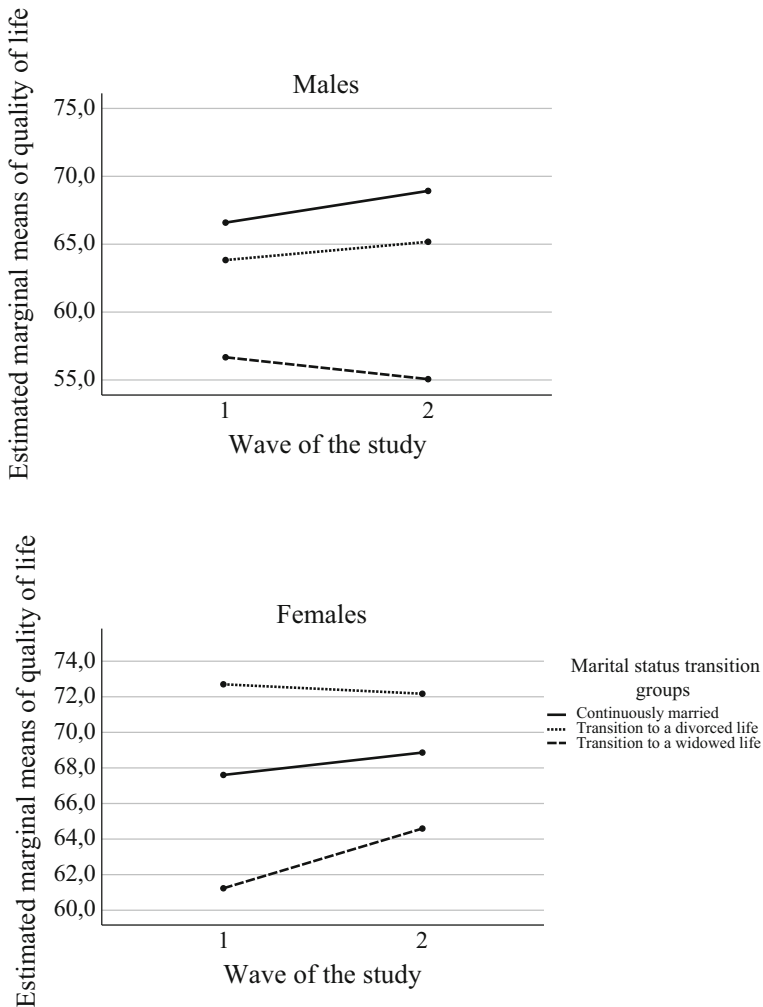 Estimated marginal means of quality of life
Males
75,0
70,0
65,0
60,0
55,0
1 2
Wave of the study
Estimated marginal means of quality of life
Females
74,0
72,0
70,0
68,0
66,0
64,0
62,0
60,0
1 2
Wave of the study
Marital status transition
groups
Continuously married
Transition to a divorced life
Transition to a widowed life